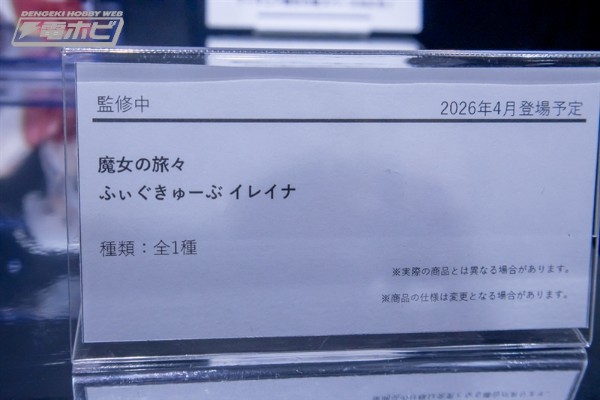 DENGEKI HOBBY WEB
電ホビ
監修中
2026年4月登場予定
魔女の旅々
ふぃぐきゅーぶ イレイナ
種類：全1種
※実際の商品とは異なる場合があります。
※商品の仕様は変更となる場合があります。